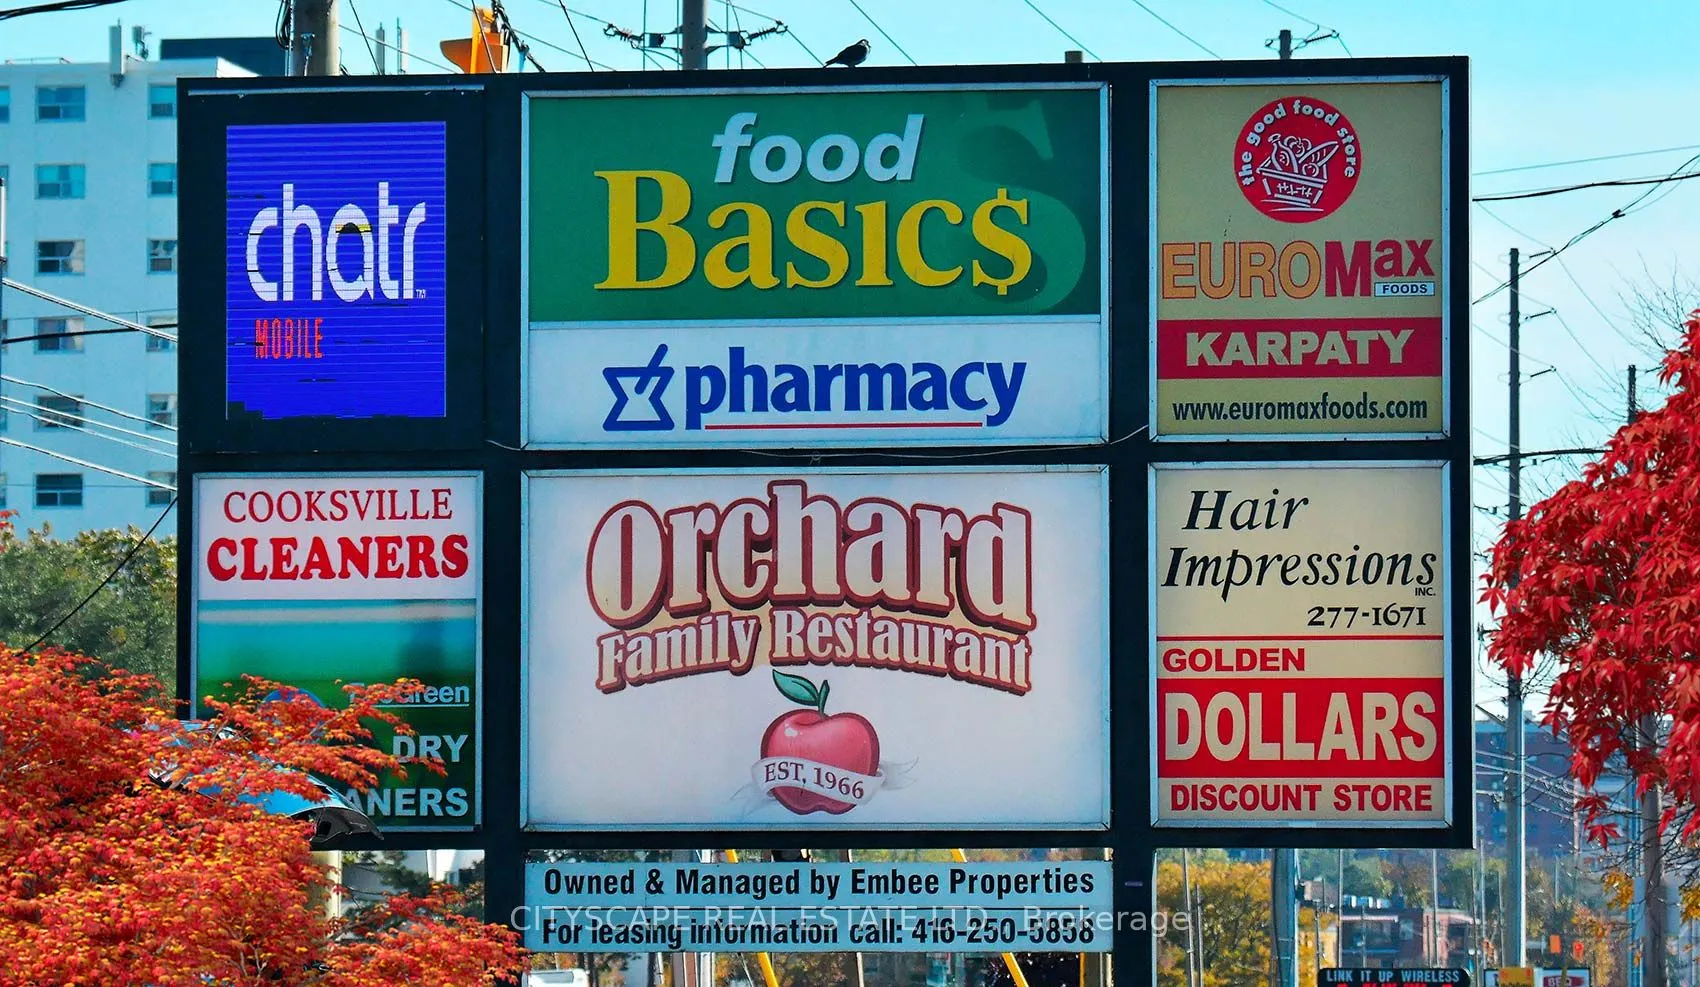 chatr
MOBILE
food
Basics
pharmacy
the good food store
EUROMax
FOODS
KARPATY
www.euromaxfoods.com
COOKSVILLE
CLEANERS
DRY
Orchard
Family Restaurant
EST. 1966
Hair
Impressions
INC.
277-1671
GOLDEN
DOLLARS
DISCOUNT STORE
Owned & Managed by Embee Properties
CITYSCAPE REAL ESTATE LTD., Brokerage
For leasing information call: 416-250-5858
LINK IT UP WIRELESS